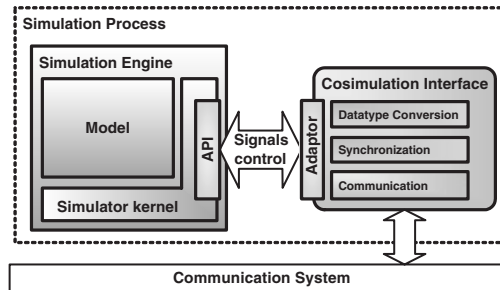 Simulation Process
Simulation Engine
Model
Simulator kernel
API
Signals
control
Adaptor
Cosimulation Interface
Datatype Conversion
Synchronization
Communication
Communication System